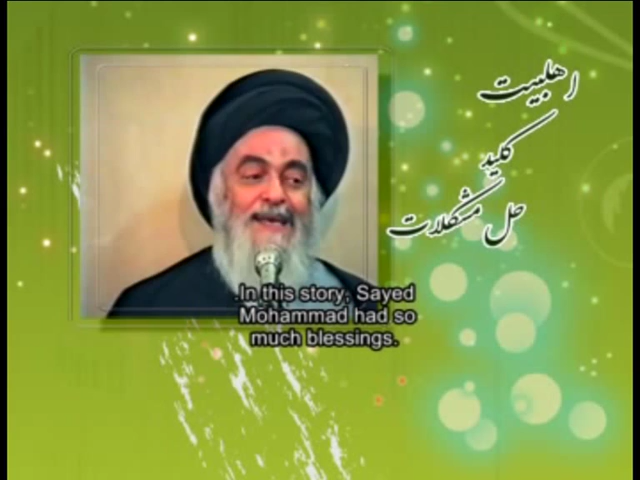 اهلبیت
کلید
حل مشکلات
.In this story, Sayed
Mohammad had so
much blessings.